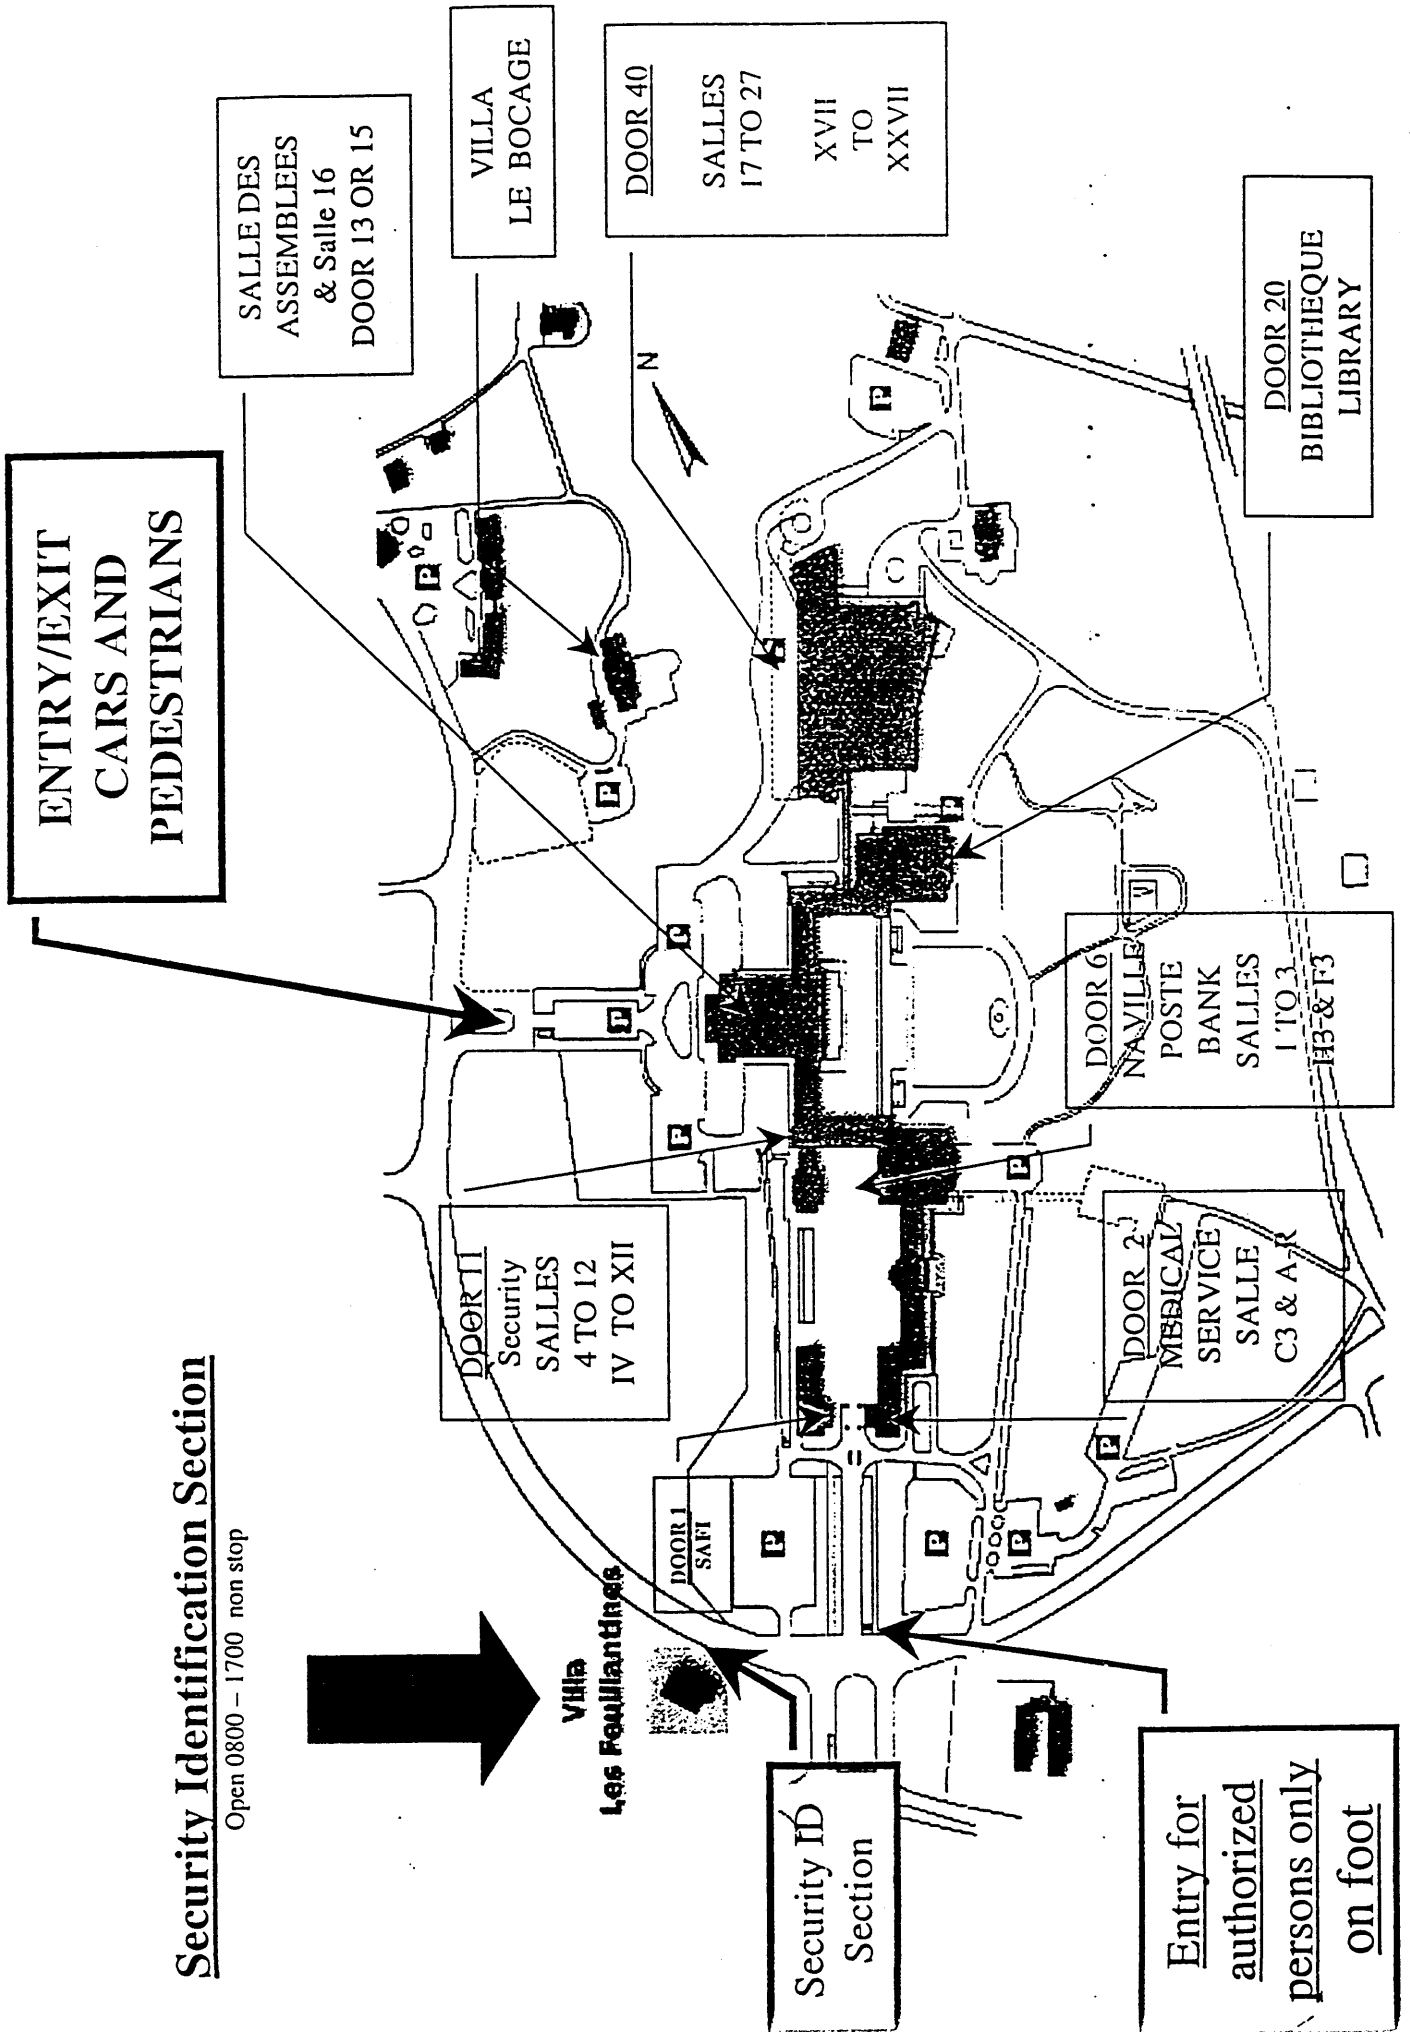 Security Identification Section
Open 0800 – 1700 non stop
ENTRY/EXIT
CARS AND
PEDESTRIANS
SALLE DES
ASSEMBLEES
& Salle 16
DOOR 13 OR 15
VILLA
LE BOCAGE
DOOR 40
SALLES
17 TO 27
XVII
TO
XXVII
N
DOOR 20
BIBLIOTHEQUE
LIBRARY
DOOR 6
NAVILLE
POSTE
BANK
SALLES
1 TO 3
H3 & F3
DOOR 11
Security
SALLES
4 TO 12
IV TO XII
DOOR 2
MEDICAL
SERVICE
SALLE
C3 & A-R
DOOR 1
SAFI
Villa
Les Feuillantines
Security ID
Section
Entry for
authorized
persons only
on foot
P
P
P
P
P
P
P
P
P
P
P
P
P